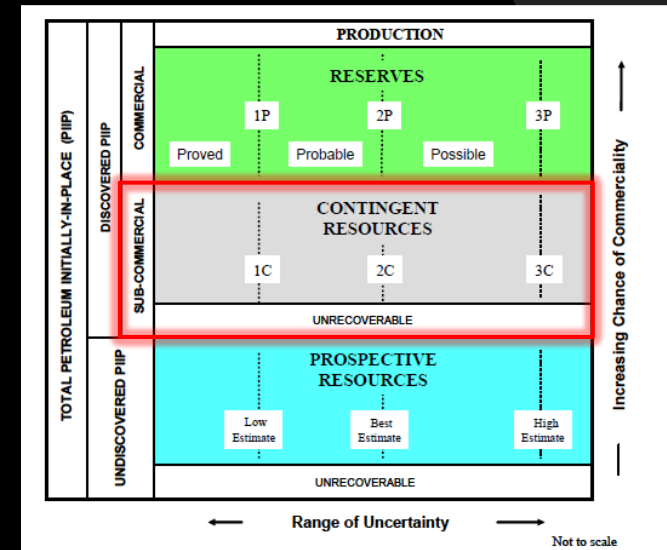 TOTAL PETROLEUM INITIALLY-IN-PLACE (PIIP)
DISCOVERED PIIP
UNDISCOVERED PIIP
COMMERCIAL
SUB-COMMERCIAL
PRODUCTION
RESERVES
1P 2P 3P
Proved Probable Possible
CONTINGENT
RESOURCES
1C 2C 3C
UNRECOVERABLE
PROSPECTIVE
RESOURCES
Low Best High
Estimate Estimate Estimate
UNRECOVERABLE
Increasing Chance of Commerciality
Range of Uncertainty
Not to scale